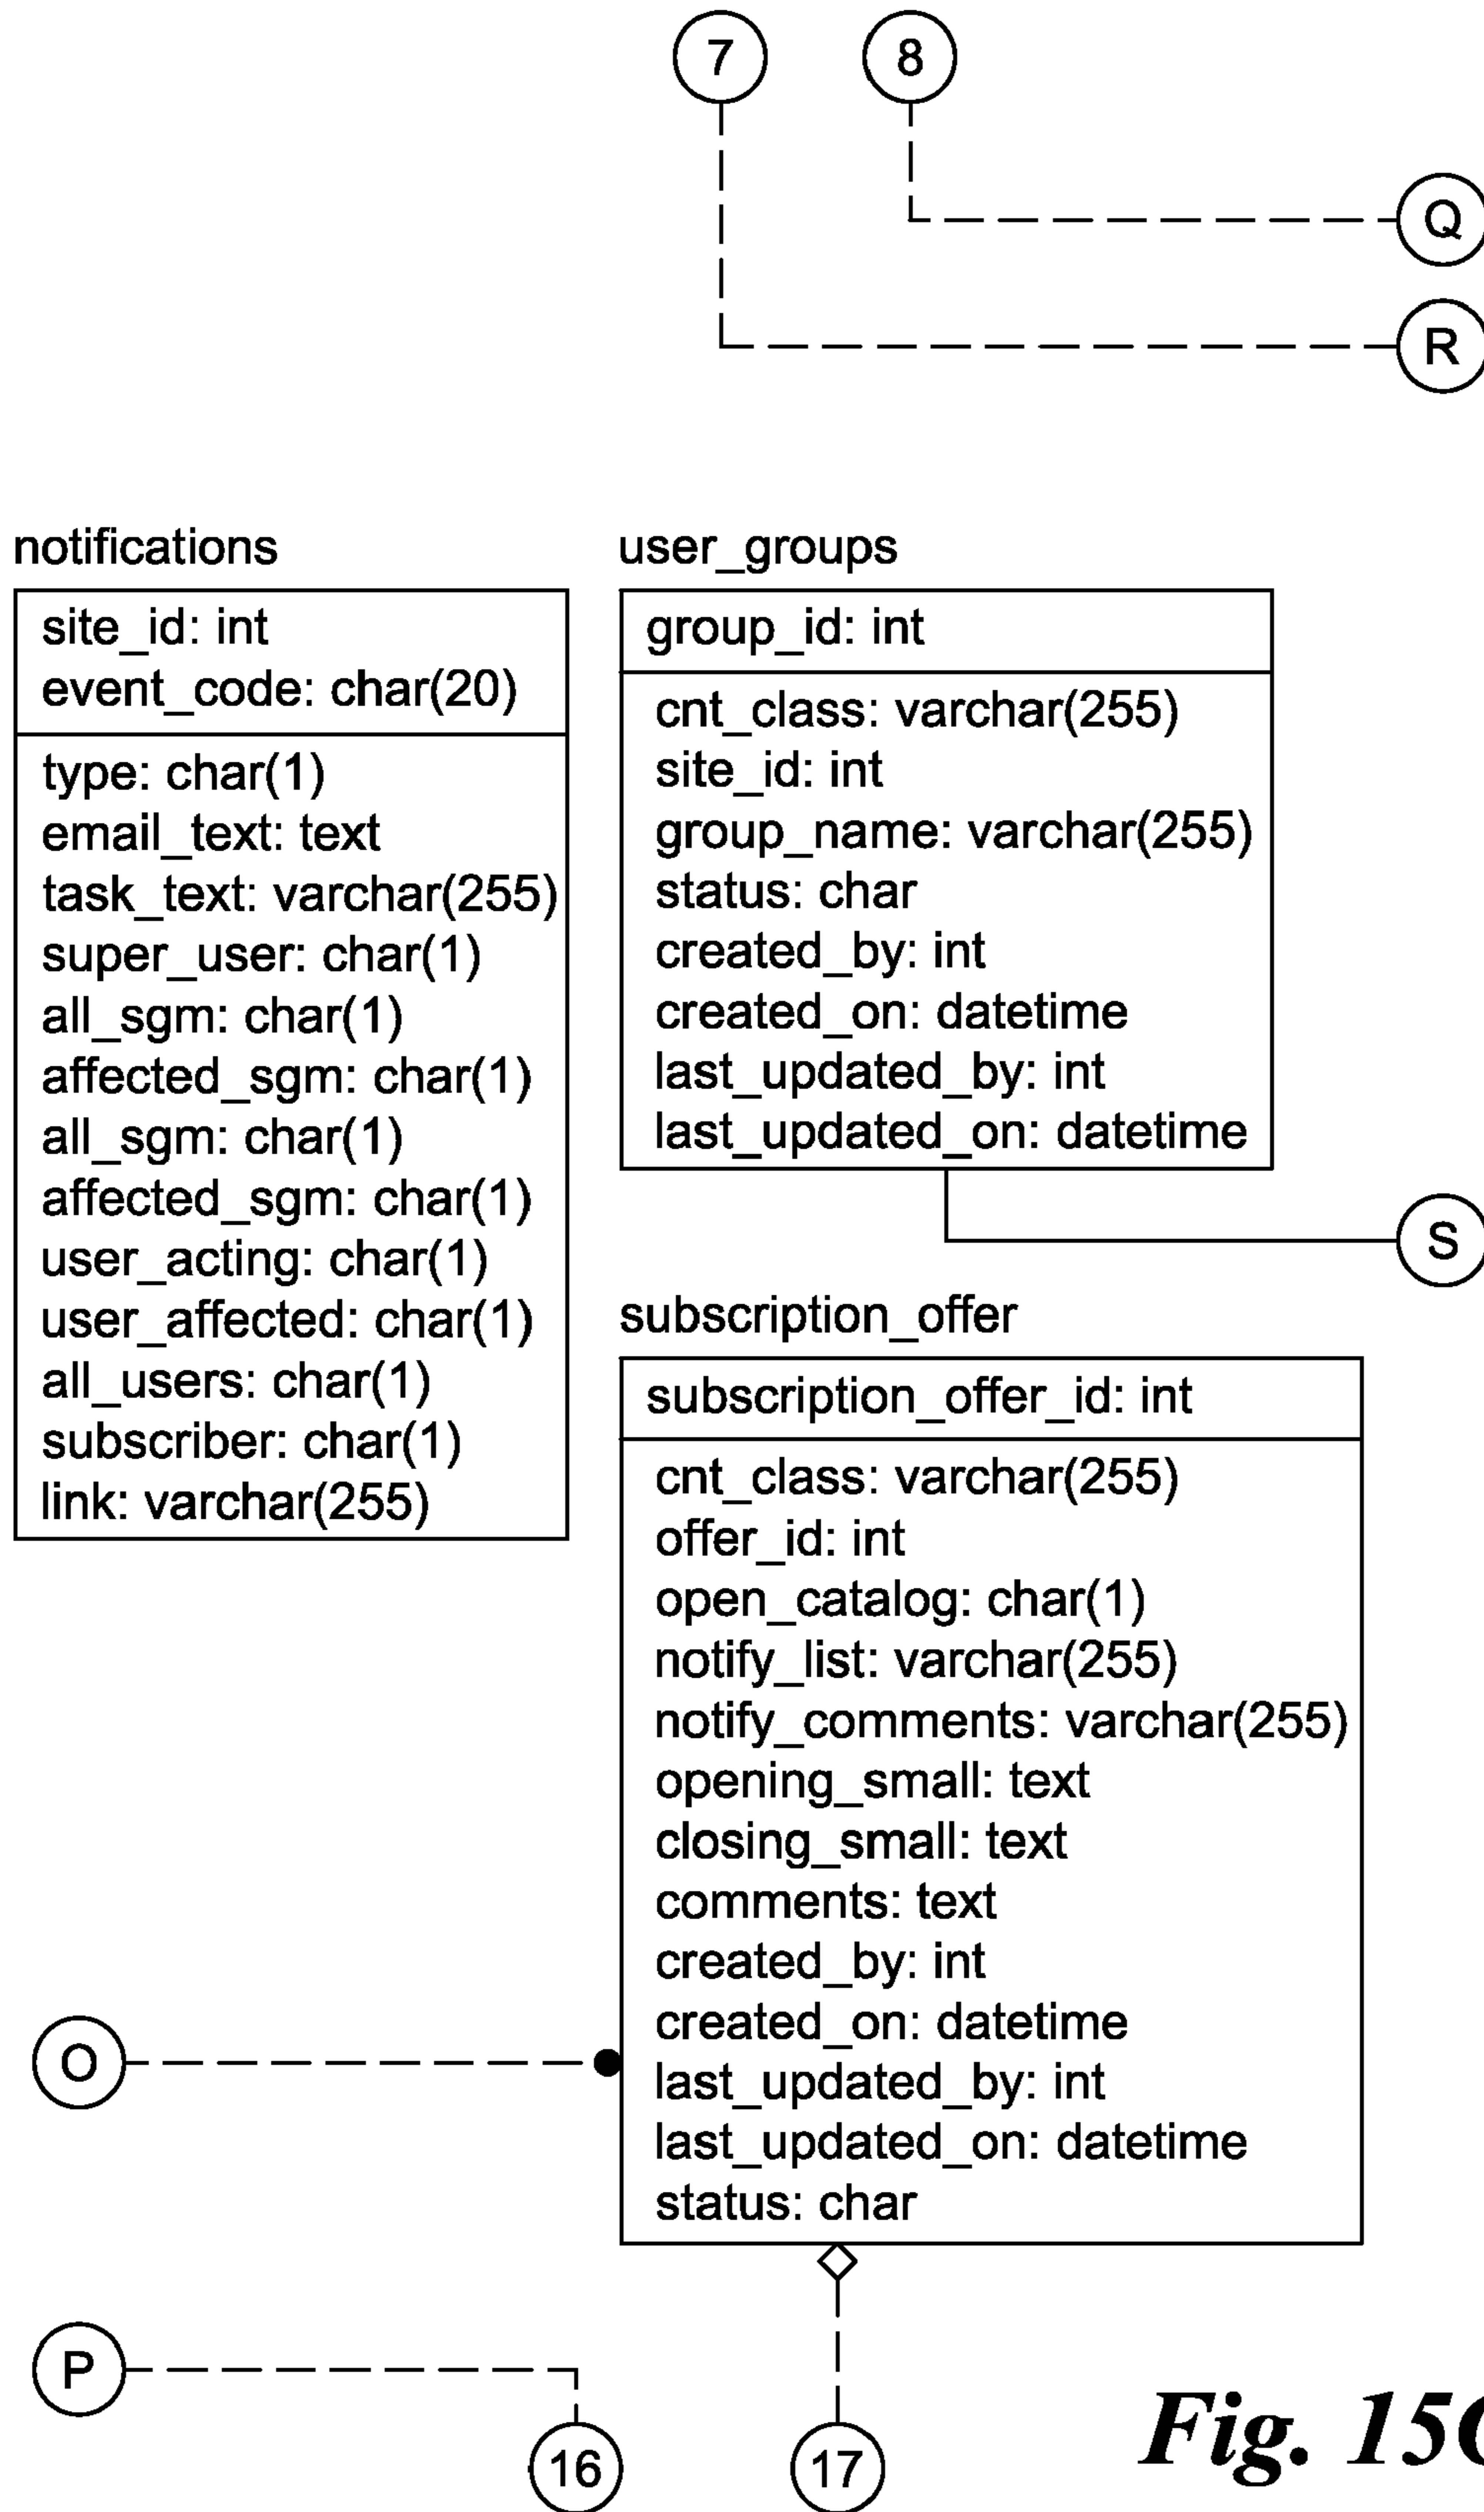 7
8
Q
R
notifications
site_id: int
event_code: char(20)
type: char(1)
email_text: text
task_text: varchar(255)
super_user: char(1)
all_sgm: char(1)
affected_sgm: char(1)
all_sgm: char(1)
affected_sgm: char(1)
user_acting: char(1)
user_affected: char(1)
all_users: char(1)
subscriber: char(1)
link: varchar(255)
user_groups
group_id: int
cnt_class: varchar(255)
site_id: int
group_name: varchar(255)
status: char
created_by: int
created_on: datetime
last_updated_by: int
last_updated_on: datetime
S
subscription_offer
subscription_offer_id: int
cnt_class: varchar(255)
offer_id: int
open_catalog: char(1)
notify_list: varchar(255)
notify_comments: varchar(255)
opening_small: text
closing_small: text
comments: text
created_by: int
created_on: datetime
last_updated_by: int
last_updated_on: datetime
status: char
O
P
16
17
Fig.